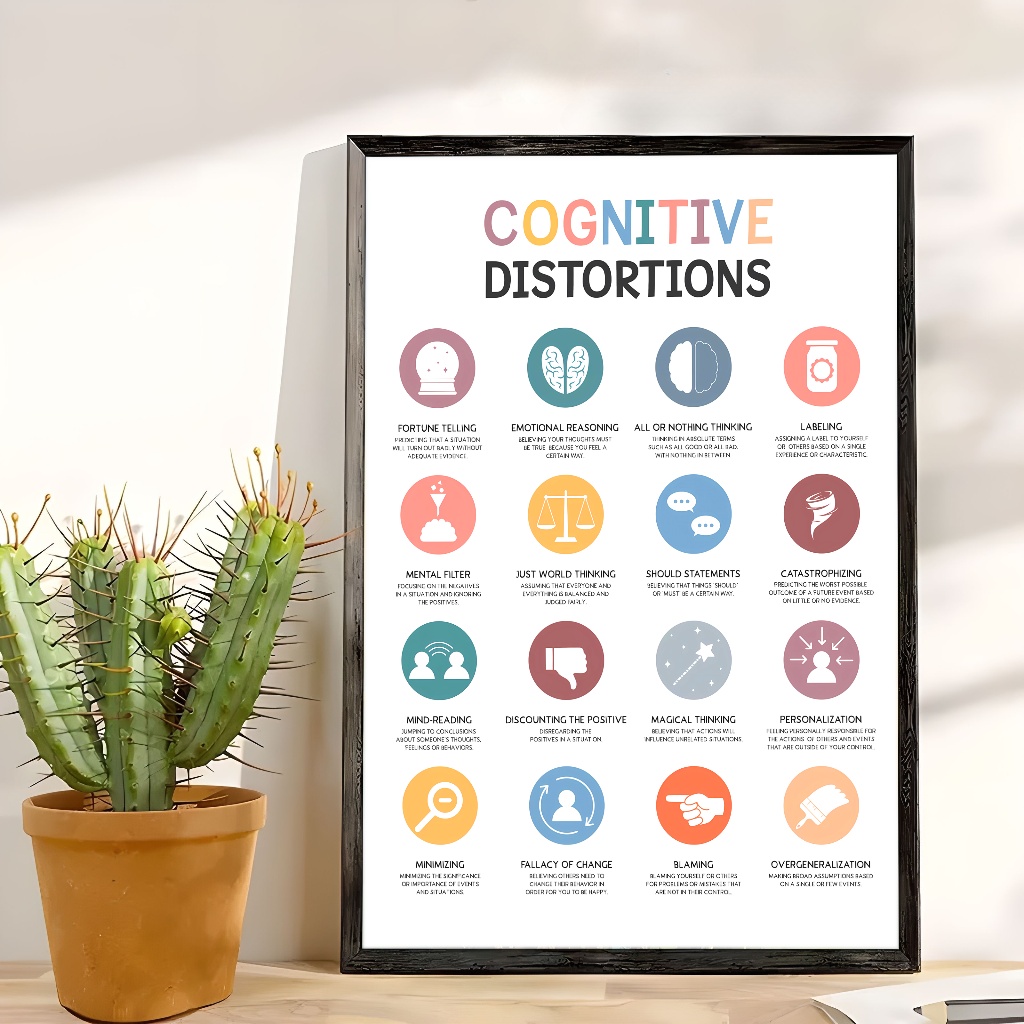 COGNITIVE
DISTORTIONS
FORTUNE TELLING
PREDICTING THAT A SITUATION
WILL TURN OUT BADLY WITHOUT
ADEQUATE EVIDENCE.
EMOTIONAL REASONING
BELIEVING YOUR THOUGHTS MUST
BE TRUE BECAUSE YOU FEEL A
CERTAIN WAY.
ALL OR NOTHING THINKING
THINKING IN ABSOLUTE TERMS
SUCH AS ALL GOOD OR ALL BAD,
WITH NOTHING IN BETWEEN.
LABELING
ASSIGNING A LABEL TO YOURSELF
OR OTHERS BASED ON A SINGLE
EXPERIENCE OR CHARACTERISTIC.
MENTAL FILTER
FOCUSING ON THE NEGATIVES
IN A SITUATION AND IGNORING
THE POSITIVES.
JUST WORLD THINKING
ASSUMING THAT EVERYONE AND
EVERYTHING IS BALANCED AND
JUDGED FAIRLY.
SHOULD STATEMENTS
BELIEVING THAT THINGS 'SHOULD'
OR 'MUST' BE A CERTAIN WAY.
CATASTROPHIZING
PREDICTING THE WORST POSSIBLE
OUTCOME OF A FUTURE EVENT BASED
ON LITTLE OR NO EVIDENCE.
MIND-READING
JUMPING TO CONCLUSIONS
ABOUT SOMEONE'S THOUGHTS,
FEELINGS OR BEHAVIORS.
DISCOUNTING THE POSITIVE
DISREGARDING THE
POSITIVES IN A SITUATION.
MAGICAL THINKING
BELIEVING THAT ACTIONS WILL
INFLUENCE UNRELATED SITUATIONS.
PERSONALIZATION
FEELING PERSONALLY RESPONSIBLE FOR
THE ACTIONS OF OTHERS AND EVENTS
THAT ARE OUTSIDE OF YOUR CONTROL.
MINIMIZING
MINIMIZING THE SIGNIFICANCE
OR IMPORTANCE OF EVENTS
AND SITUATIONS.
FALLACY OF CHANGE
BELIEVING OTHERS NEED TO
CHANGE THEIR BEHAVIOR IN
ORDER FOR YOU TO BE HAPPY.
BLAMING
BLAMING YOURSELF OR OTHERS
FOR PROBLEMS OR MISTAKES THAT
ARE NOT IN THEIR CONTROL.
OVERGENERALIZATION
MAKING BROAD ASSUMPTIONS BASED
ON A SINGLE OR FEW EVENTS.